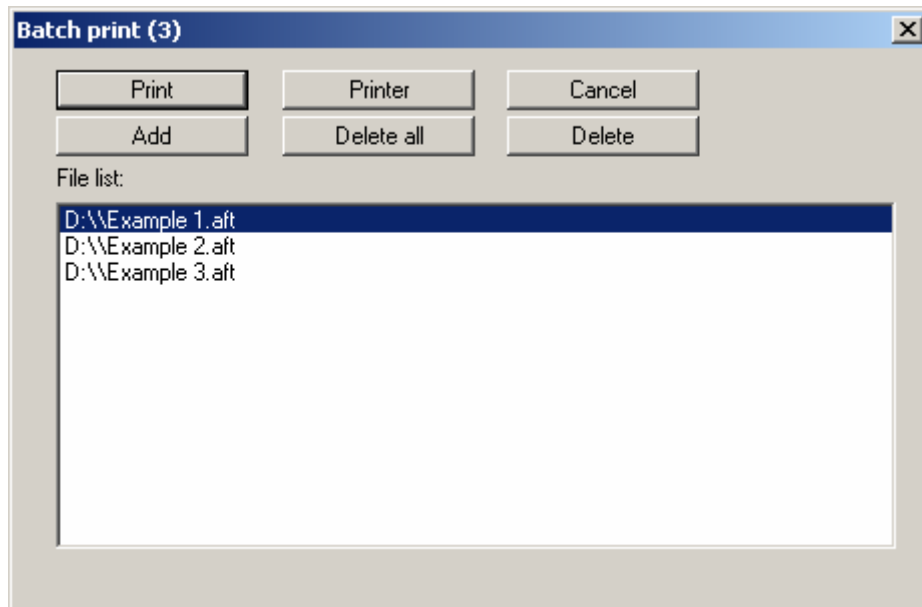 Batch print (3)
Print Printer Cancel
Add Delete all Delete
File list:
D:\\Example 1.aft
D:\\Example 2.aft
D:\\Example 3.aft